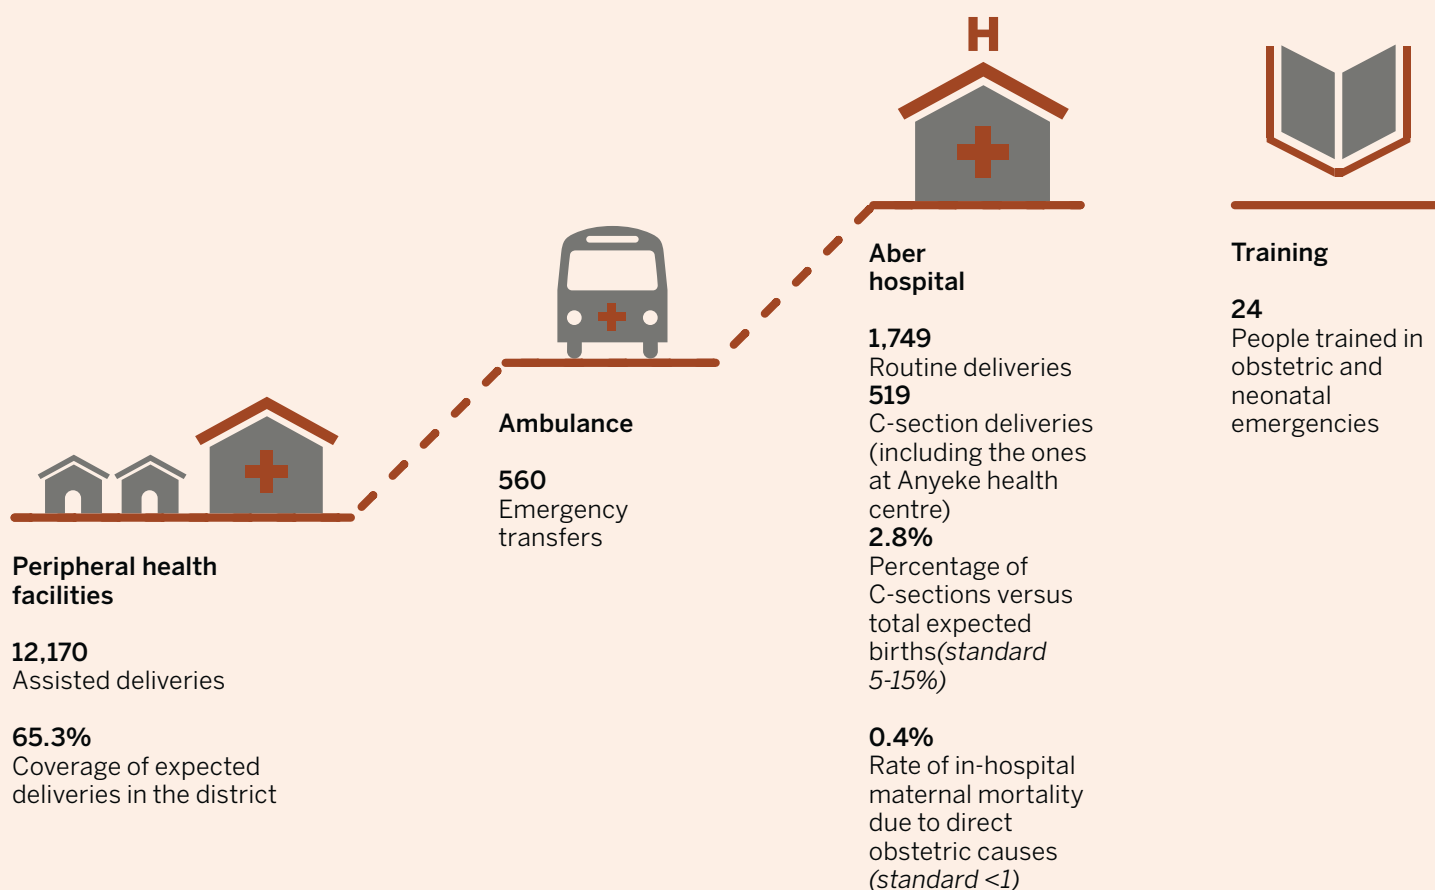 H
Peripheral health
facilities
12,170
Assisted deliveries
65.3%
Coverage of expected
deliveries in the district
Ambulance
560
Emergency
transfers
Aber
hospital
1,749
Routine deliveries
519
C-section deliveries
(including the ones
at Anyeke health
centre)
2.8%
Percentage of
C-sections versus
total expected
births(standard
5-15%)
0.4%
Rate of in-hospital
maternal mortality
due to direct
obstetric causes
(standard <1)
Training
24
People trained in
obstetric and
neonatal
emergencies